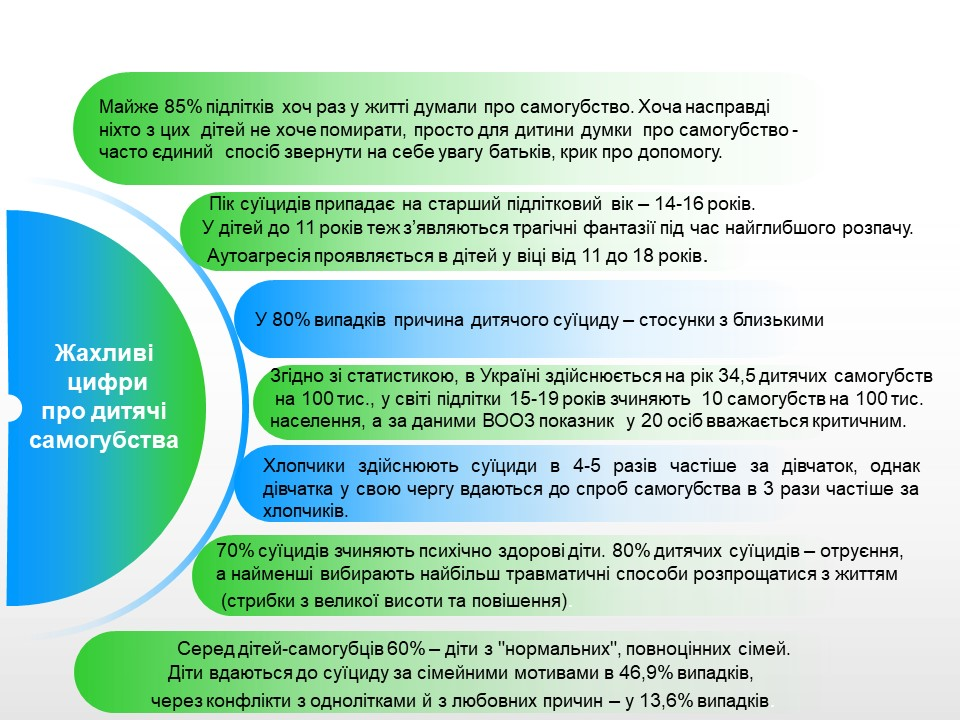 Майже 85% підлітків хоч раз у житті думали про самогубство. Хоча насправді
ніхто з цих дітей не хоче помирати, просто для дитини думки про самогубство -
часто єдиний спосіб звернути на себе увагу батьків, крик про допомогу.
Пік суїцидів припадає на старший підлітковий вік – 14-16 років.
У дітей до 11 років теж з’являються трагічні фантазії під час найглибшого розпачу.
Аутоагресія проявляється в дітей у віці від 11 до 18 років.
У 80% випадків причина дитячого суїциду – стосунки з близькими
Жахливі
цифри
про дитячі
самогубства
Згідно зі статистикою, в Україні здійснюється на рік 34,5 дитячих самогубств
на 100 тис., у світі підлітки 15-19 років зчиняють 10 самогубств на 100 тис.
населення, а за даними ВООЗ показник у 20 осіб вважається критичним.
Хлопчики здійснюють суїциди в 4-5 разів частіше за дівчаток, однак
дівчатка у свою чергу вдаються до спроб самогубства в 3 рази частіше за
хлопчиків.
70% суїцидів зчиняють психічно здорові діти. 80% дитячих суїцидів – отруєння,
а найменші вибирають найбільш травматичні способи розпрощатися з життям
(стрибки з великої висоти та повішення).
Серед дітей-самогубців 60% – діти з "нормальних", повноцінних сімей.
Діти вдаються до суїциду за сімейними мотивами в 46,9% випадків,
через конфлікти з однолітками й з любовних причин – у 13,6% випадків.